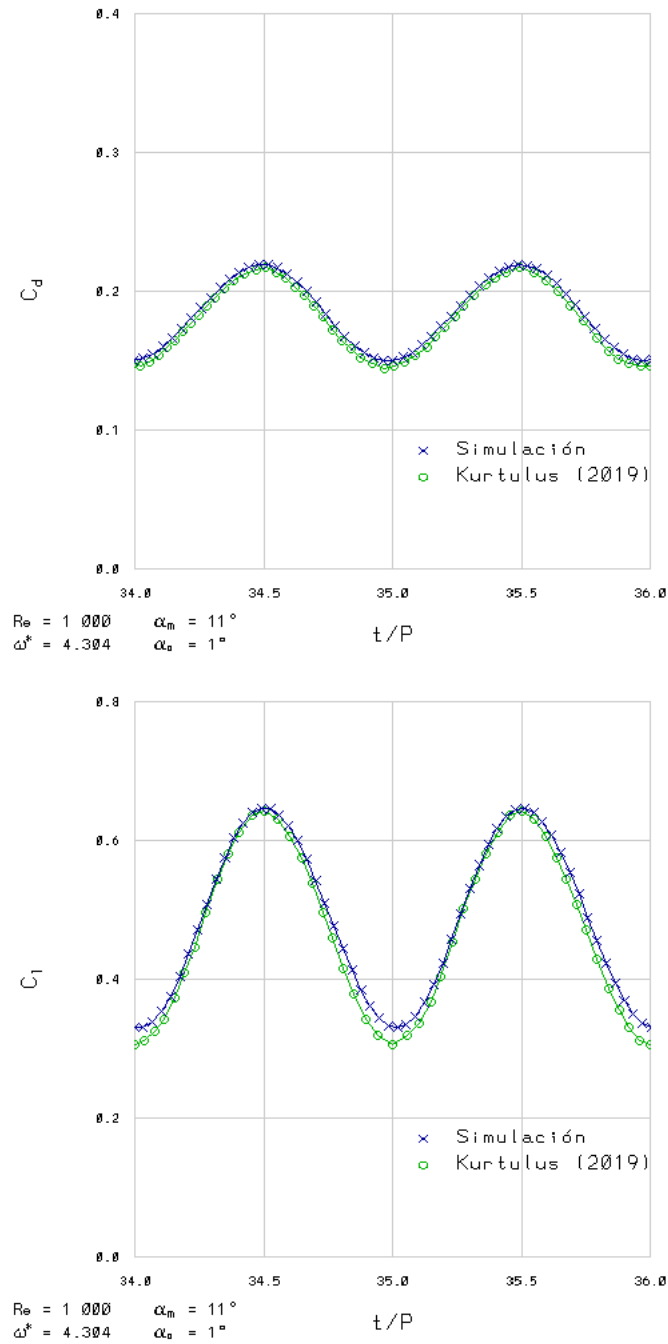 0.4
0.3
C_d
0.2
Simulación
0.1
Kurtulus (2019)
0.0
34.0 34.5 35.0 35.5 36.0
Re = 1 000 α_m = 11°
t/P
ω* = 4.304 α_o = 1°
0.8
0.6
C_l
0.4
0.2
Simulación
Kurtulus (2019)
0.0
34.0 34.5 35.0 35.5 36.0
Re = 1 000 α_m = 11°
t/P
ω* = 4.304 α_o = 1°